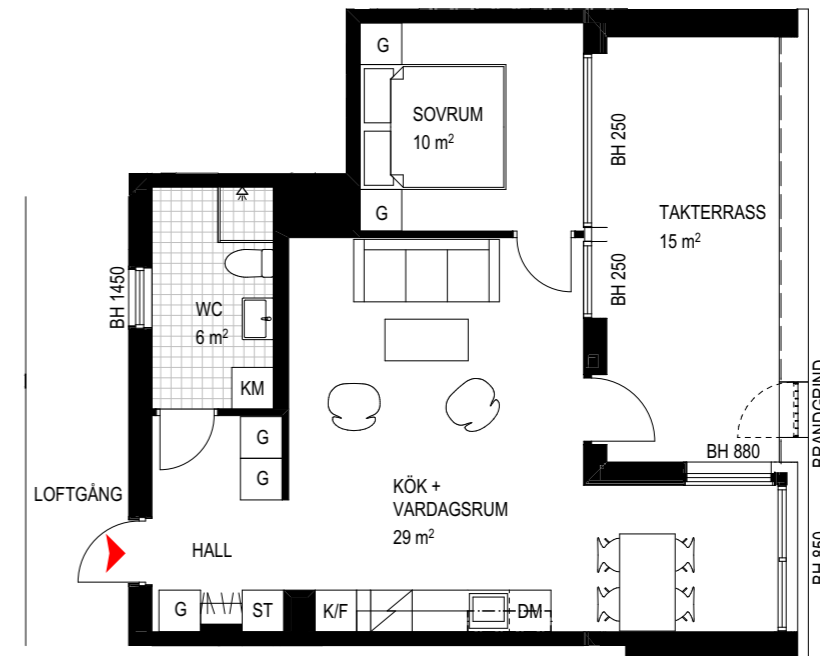 G
SOVRUM
10 m²
G
BH 250
BH 250
TAKTERRASS
15 m²
BH 1450
WC
6 m²
KM
G
G
LOFTGÅNG
HALL
G
ST
KÖK +
VARDAGSRUM
29 m²
K/F
DM
BH 880
BRANDGRIND
BH 850